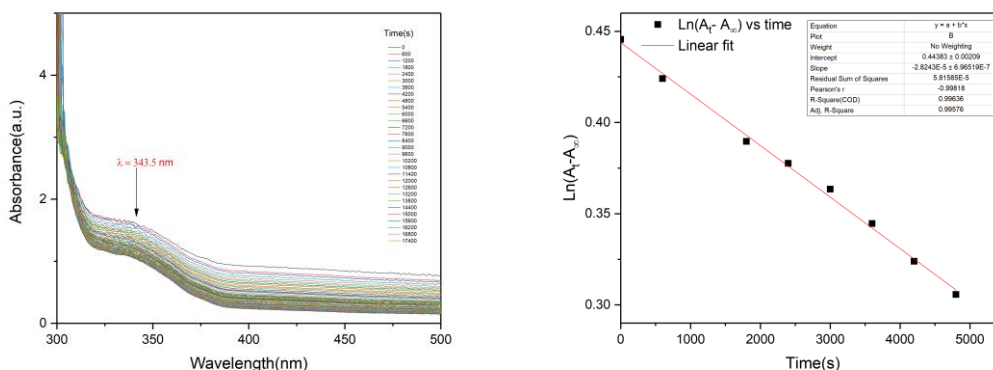 Time(s)
0
600
1200
1800
2400
3000
3600
4200
4800
5400
6000
6600
7200
7800
8400
9000
9600
10200
10800
11400
12000
12600
13200
13800
14400
15000
15600
16200
16800
17400
λ = 343.5 nm
Absorbance(a.u.)
4
2
0
300
350
400
450
500
Wavelength(nm)
Ln(Aₜ- A∞) vs time
Linear fit
Equation y = a + b*x
Plot B
Weight No Weighting
Intercept 0.44383 ± 0.00209
Slope -2.8243E-5 ± 6.96519E-7
Residual Sum of Squares 5.81585E-5
Pearson's r -0.99818
R-Square(COD) 0.99636
Adj. R-Square 0.99576
Ln(Aₜ-A∞)
0.45
0.40
0.35
0.30
0
1000
2000
3000
4000
5000
6000
Time(s)